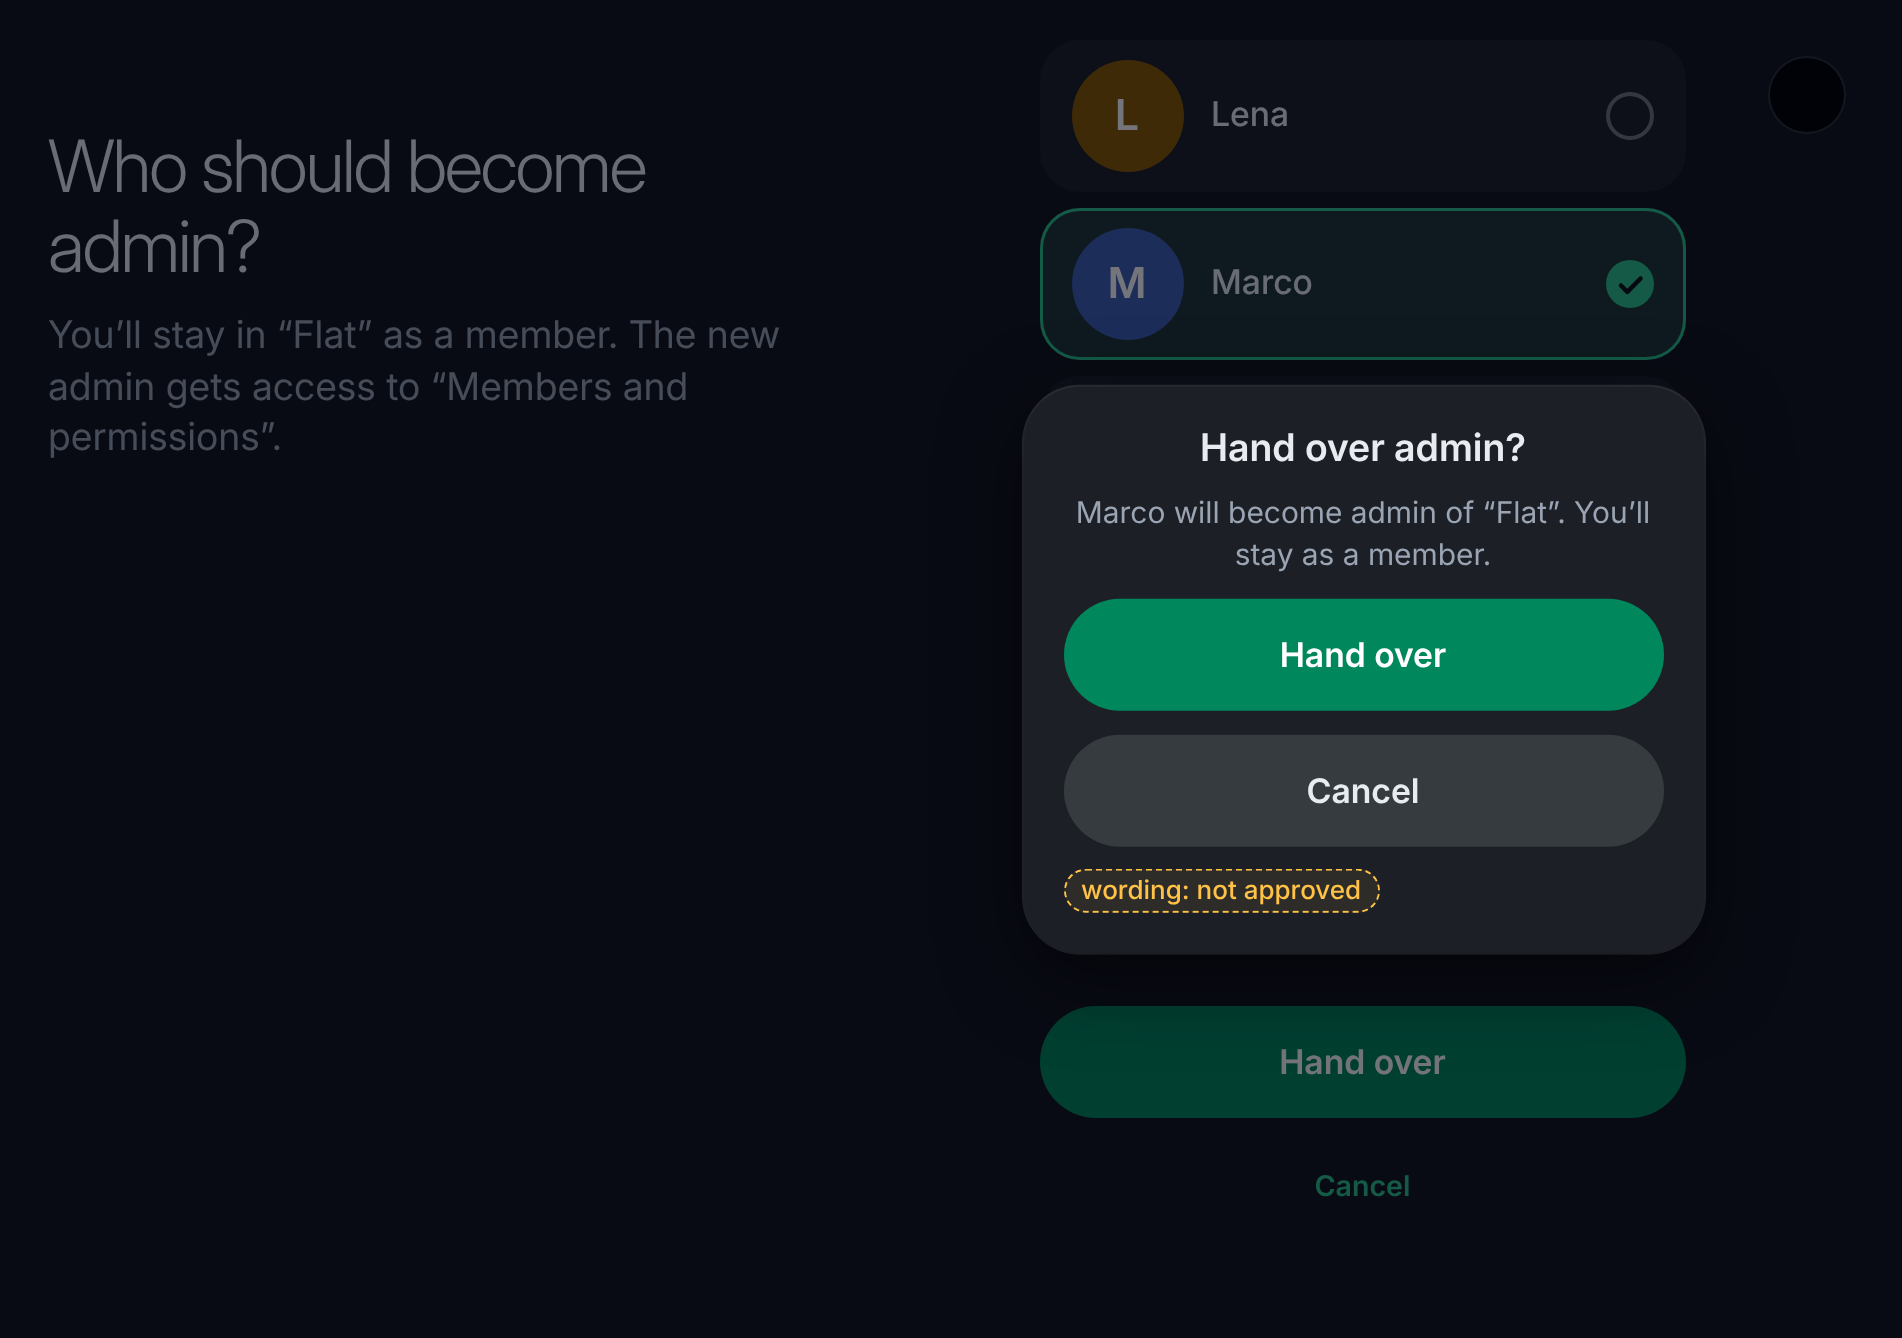 Who should become
admin?
You’ll stay in “Flat” as a member. The new
admin gets access to “Members and
permissions”.
L
Lena
M
Marco
Hand over admin?
Marco will become admin of “Flat”. You’ll
stay as a member.
Hand over
Cancel
wording: not approved
Hand over
Cancel